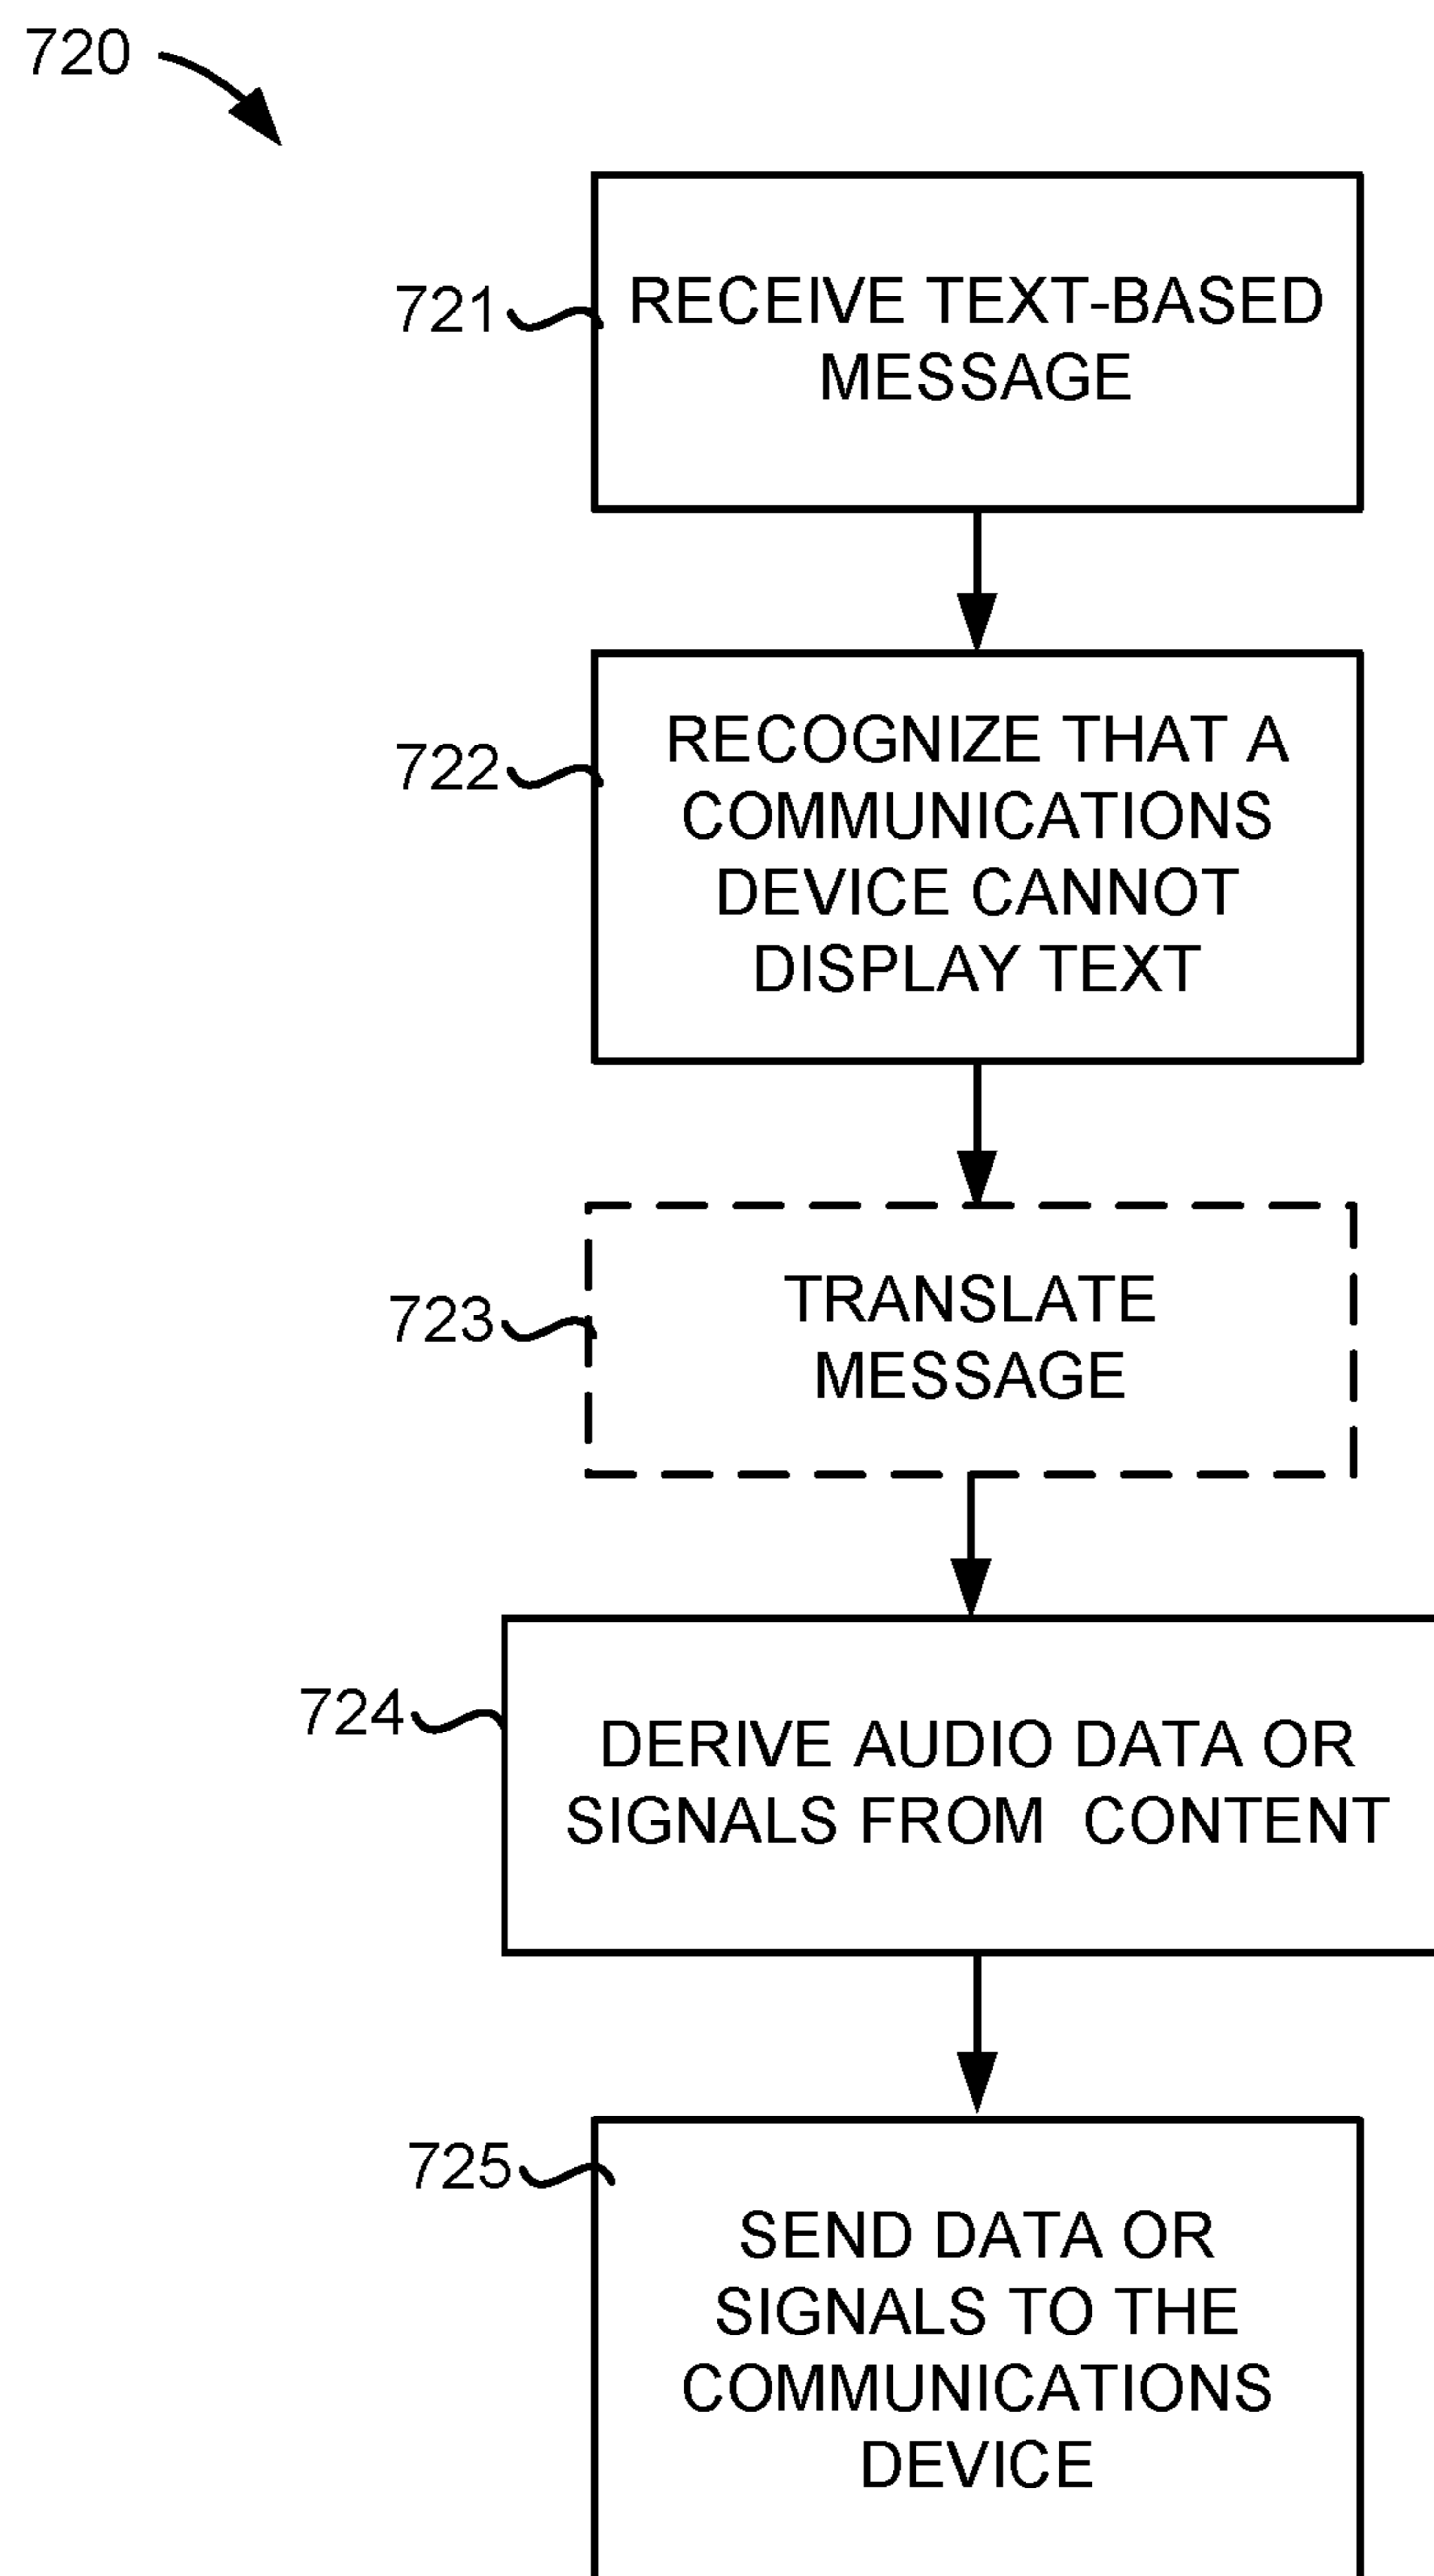 720
721
RECEIVE TEXT-BASED
MESSAGE
722
RECOGNIZE THAT A
COMMUNICATIONS
DEVICE CANNOT
DISPLAY TEXT
723
TRANSLATE
MESSAGE
724
DERIVE AUDIO DATA OR
SIGNALS FROM CONTENT
725
SEND DATA OR
SIGNALS TO THE
COMMUNICATIONS
DEVICE